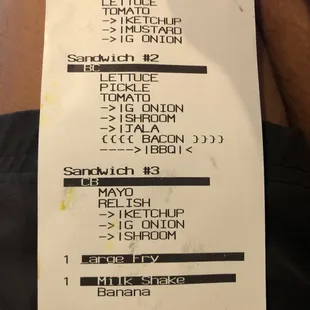 LETTUCE
TOMATO
->|KETCHUP
->|MUSTARD
->|G ONION
Sandwich #2
BC
LETTUCE
PICKLE
TOMATO
->|G ONION
->|SHROOM
->|JALA
{{{{ BACON }}}}
---->|BBQ|<
Sandwich #3
CB
MAYO
RELISH
->|KETCHUP
->|G ONION
->|SHROOM
1 Large Fry
1 Milk Shake
Banana